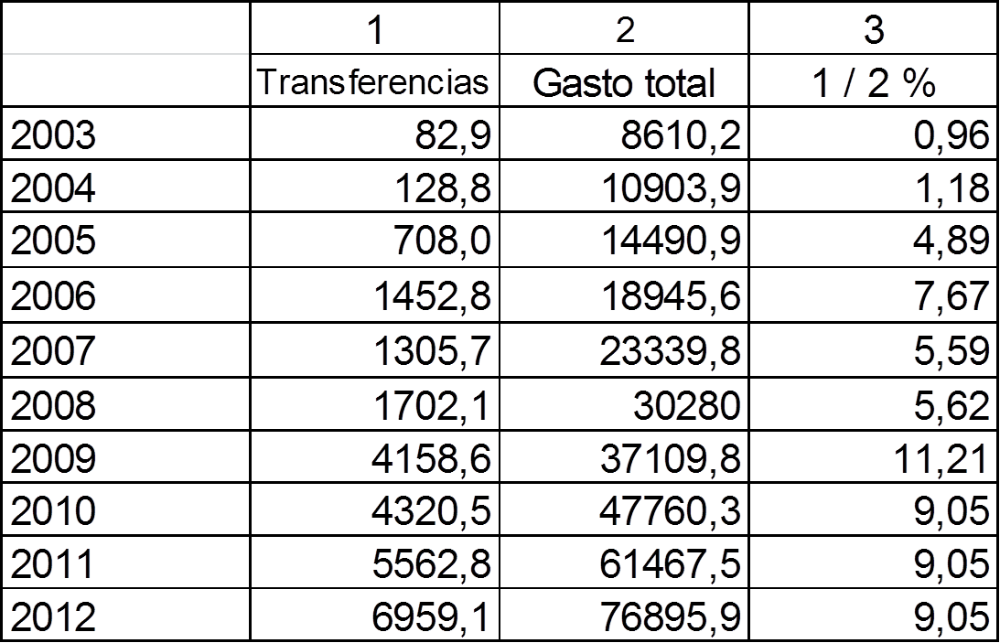 1 2 3
Transferencias Gasto total 1 / 2 %
2003 82,9 8610,2 0,96
2004 128,8 10903,9 1,18
2005 708,0 14490,9 4,89
2006 1452,8 18945,6 7,67
2007 1305,7 23339,8 5,59
2008 1702,1 30280 5,62
2009 4158,6 37109,8 11,21
2010 4320,5 47760,3 9,05
2011 5562,8 61467,5 9,05
2012 6959,1 76895,9 9,05